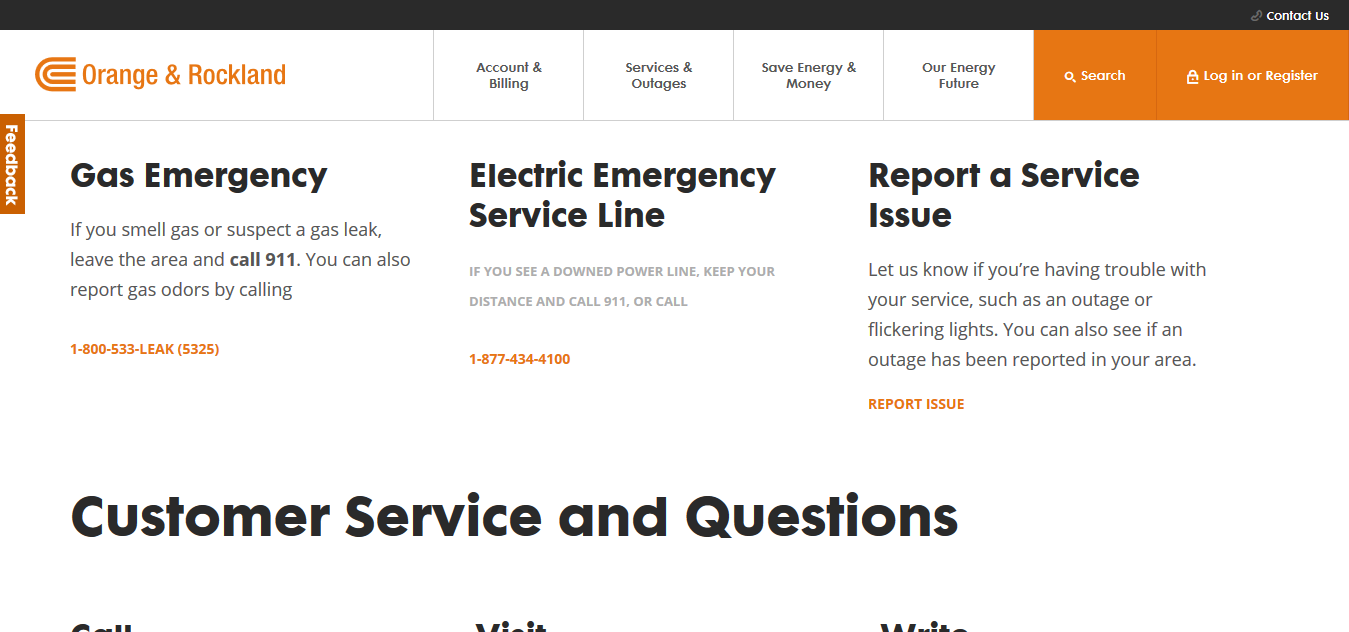 Contact Us
Orange & Rockland
Account &
Billing
Services &
Outages
Save Energy &
Money
Our Energy
Future
Search
Log in or Register
Feedback
Gas Emergency
If you smell gas or suspect a gas leak,
leave the area and call 911. You can also
report gas odors by calling
1-800-533-LEAK (5325)
Electric Emergency
Service Line
IF YOU SEE A DOWNED POWER LINE, KEEP YOUR
DISTANCE AND CALL 911, OR CALL
1-877-434-4100
Report a Service
Issue
Let us know if you’re having trouble with
your service, such as an outage or
flickering lights. You can also see if an
outage has been reported in your area.
REPORT ISSUE
Customer Service and Questions
Call
Visit
Write